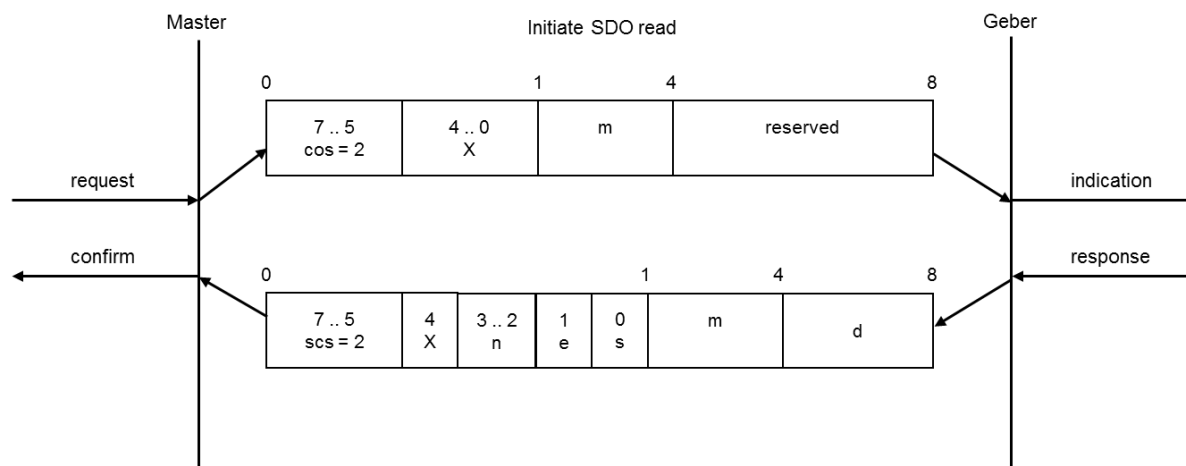 Master
Initiate SDO read
Geber
0 1 4 8
7 .. 5 4 .. 0 m reserved
cos = 2 X
request
indication
confirm
response
0 1 4 8
7 .. 5 4 3 .. 2 1 0 m d
scs = 2 X n e s